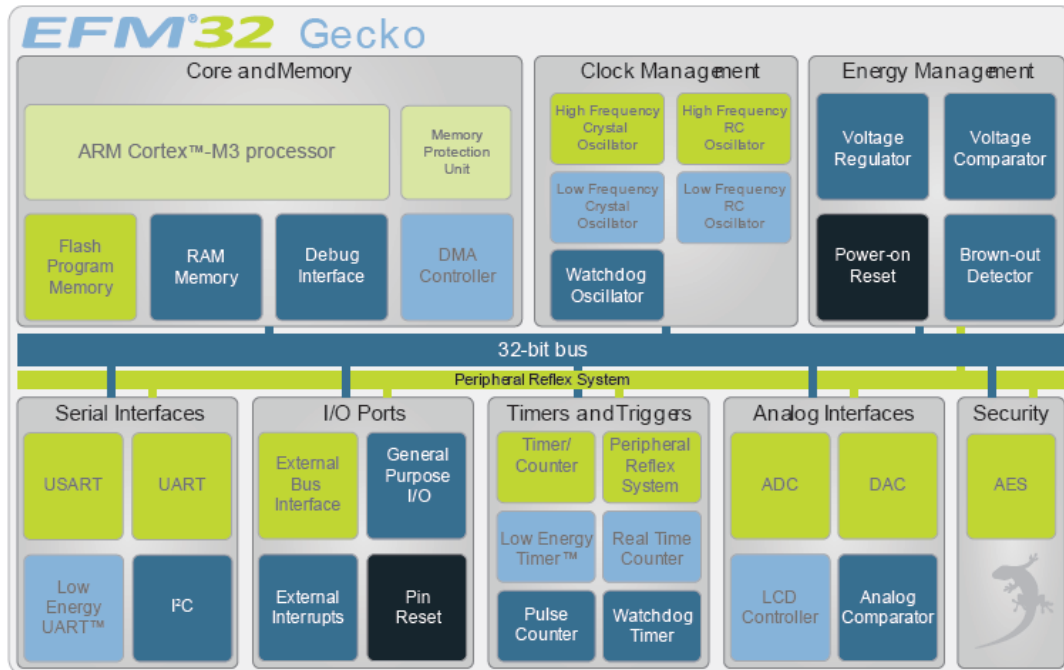 EFM®32 Gecko
Core and Memory
ARM Cortex™-M3 processor
Memory
Protection
Unit
Flash
Program
Memory
RAM
Memory
Debug
Interface
DMA
Controller
Clock Management
High Frequency
Crystal
Oscillator
High Frequency
RC
Oscillator
Low Frequency
Crystal
Oscillator
Low Frequency
RC
Oscillator
Watchdog
Oscillator
Energy Management
Voltage
Regulator
Voltage
Comparator
Power-on
Reset
Brown-out
Detector
32-bit bus
Peripheral Reflex System
Serial Interfaces
USART
UART
Low
Energy
UART™
I²C
I/O Ports
External
Bus
Interface
General
Purpose
I/O
External
Interrupts
Pin
Reset
Timers and Triggers
Timer/
Counter
Peripheral
Reflex
System
Low Energy
Timer™
Real Time
Counter
Pulse
Counter
Watchdog
Timer
Analog Interfaces
ADC
DAC
LCD
Controller
Analog
Comparator
Security
AES